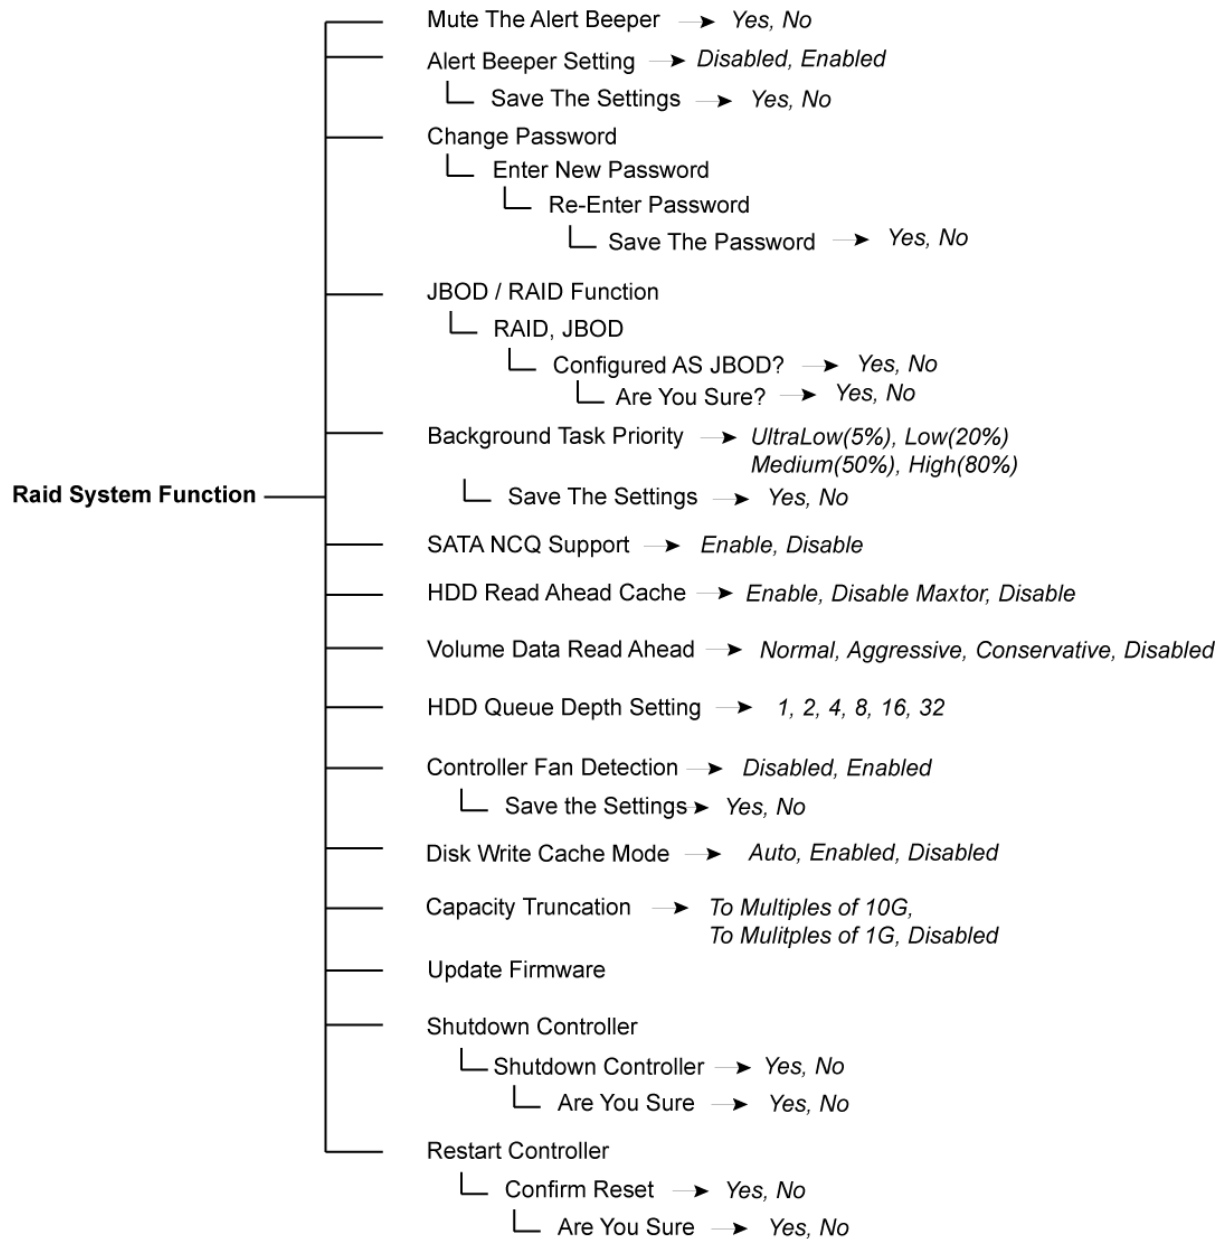 Mute The Alert Beeper Yes, No
Alert Beeper Setting Disabled, Enabled
Save The Settings Yes, No
Change Password
Enter New Password
Re-Enter Password
Save The Password Yes, No
JBOD / RAID Function
RAID, JBOD
Configured AS JBOD? Yes, No
Are You Sure? Yes, No
Background Task Priority UltraLow(5%), Low(20%)
Medium(50%), High(80%)
Raid System Function
Save The Settings Yes, No
SATA NCQ Support Enable, Disable
HDD Read Ahead Cache Enable, Disable Maxtor, Disable
Volume Data Read Ahead Normal, Aggressive, Conservative, Disabled
HDD Queue Depth Setting 1, 2, 4, 8, 16, 32
Controller Fan Detection Disabled, Enabled
Save the Settings Yes, No
Disk Write Cache Mode Auto, Enabled, Disabled
Capacity Truncation To Multiples of 10G,
To Mulitples of 1G, Disabled
Update Firmware
Shutdown Controller
Shutdown Controller Yes, No
Are You Sure Yes, No
Restart Controller
Confirm Reset Yes, No
Are You Sure Yes, No